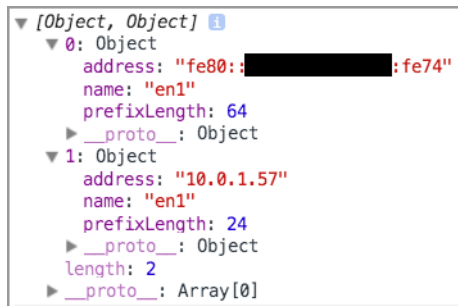 ▼ [Object, Object] i
▼ 0: Object
address: "fe80:: :fe74"
name: "en1"
prefixLength: 64
▶ __proto__: Object
▼ 1: Object
address: "10.0.1.57"
name: "en1"
prefixLength: 24
▶ __proto__: Object
length: 2
▶ __proto__: Array[0]